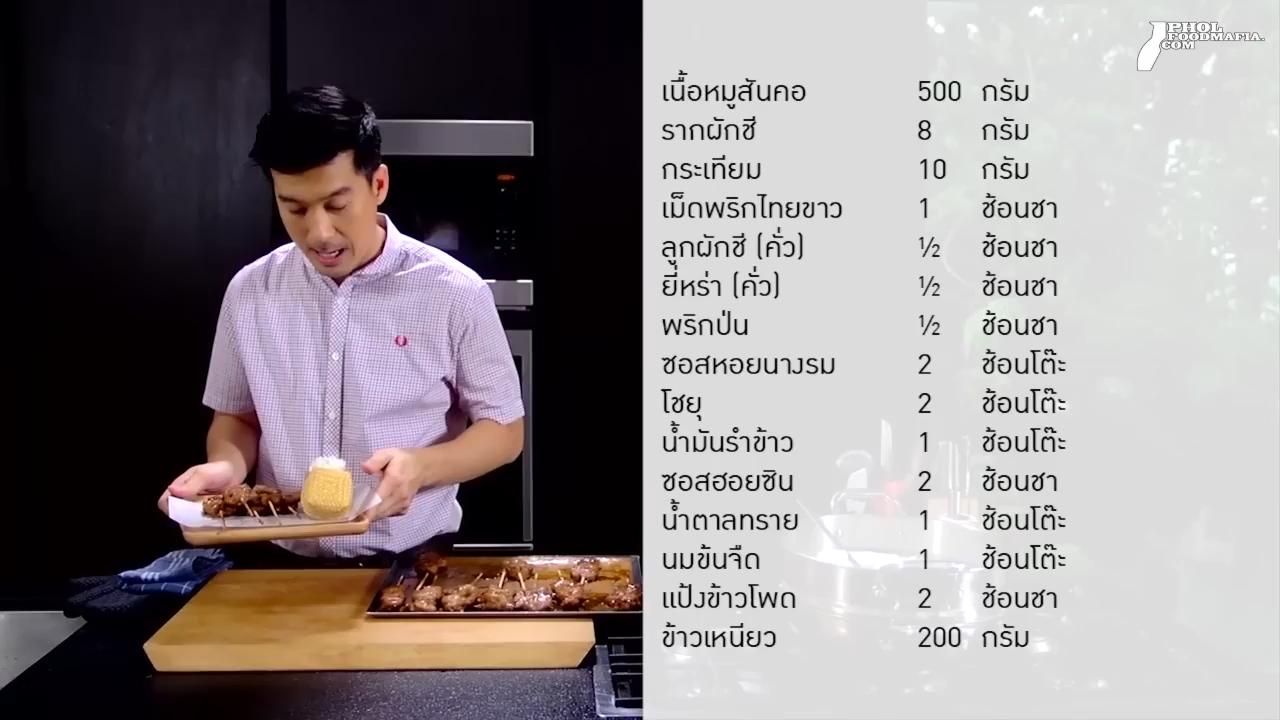 PHOL
FOODMAFIA.
COM
เนื้อหมูสันคอ 500 กรัม
รากผักชี 8 กรัม
กระเทียม 10 กรัม
เม็ดพริกไทยขาว 1 ช้อนชา
ลูกผักชี (คั่ว) ½ ช้อนชา
ยี่หร่า (คั่ว) ½ ช้อนชา
พริกป่น ½ ช้อนชา
ซอสหอยนางรม 2 ช้อนโต๊ะ
โชยุ 2 ช้อนโต๊ะ
น้ำมันรำข้าว 1 ช้อนโต๊ะ
ซอสฮอยซิน 2 ช้อนชา
น้ำตาลทราย 1 ช้อนโต๊ะ
นมข้นจืด 1 ช้อนโต๊ะ
แป้งข้าวโพด 2 ช้อนชา
ข้าวเหนียว 200 กรัม